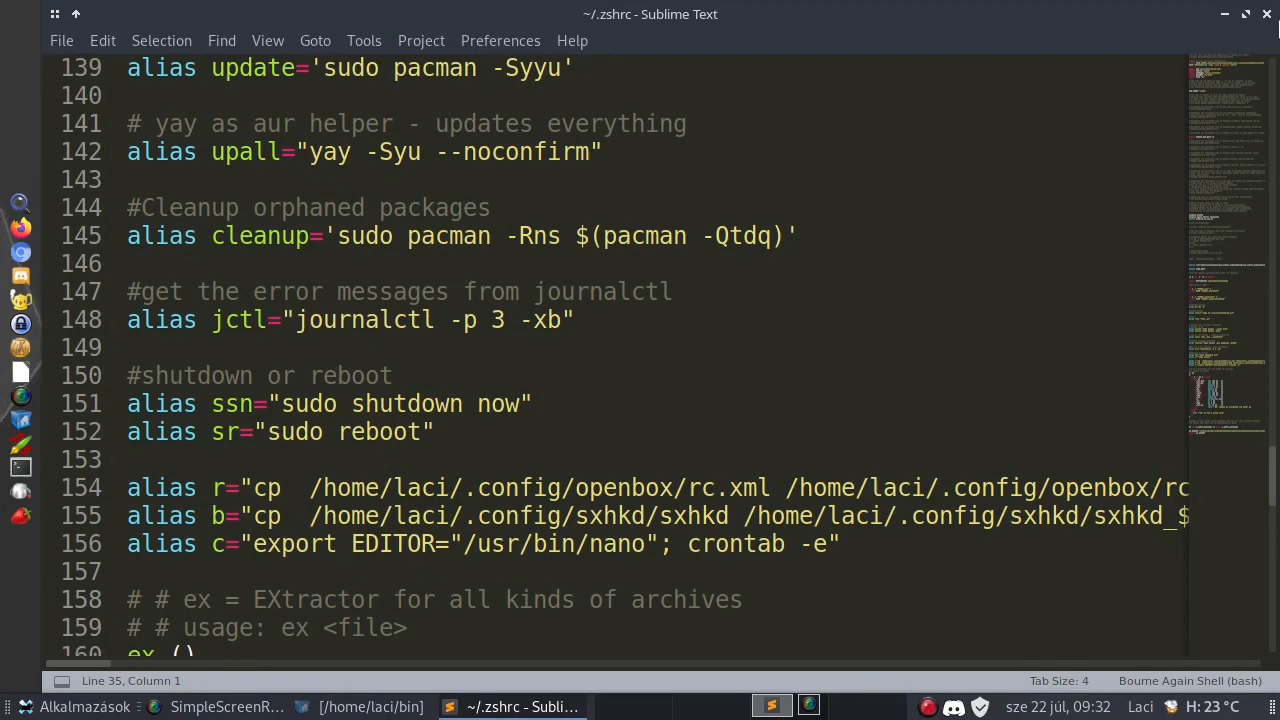 ~/.zshrc - Sublime Text
File Edit Selection Find View Goto Tools Project Preferences Help
139 alias update='sudo pacman -Syyu'
140
141 # yay as aur helper - updates everything
142 alias upall="yay -Syu --noconfirm"
143
144 #Cleanup orphaned packages
145 alias cleanup='sudo pacman -Rns $(pacman -Qtdq)'
146
147 #get the error messages from journalctl
148 alias jctl="journalctl -p 3 -xb"
149
150 #shutdown or reboot
151 alias ssn="sudo shutdown now"
152 alias sr="sudo reboot"
153
154 alias r="cp  /home/laci/.config/openbox/rc.xml /home/laci/.config/openbox/rc
155 alias b="cp  /home/laci/.config/sxhkd/sxhkd /home/laci/.config/sxhkd/sxhkd_$
156 alias c="export EDITOR="/usr/bin/nano"; crontab -e"
157
158 # # ex = EXtractor for all kinds of archives
159 # # usage: ex <file>
160 ex ()
Line 35, Column 1 Tab Size: 4 Bourne Again Shell (bash)
Alkalmazások SimpleScreenR... [/home/laci/bin] ~/.zshrc - Subli... sze 22 júl, 09:32 Laci H: 23 °C